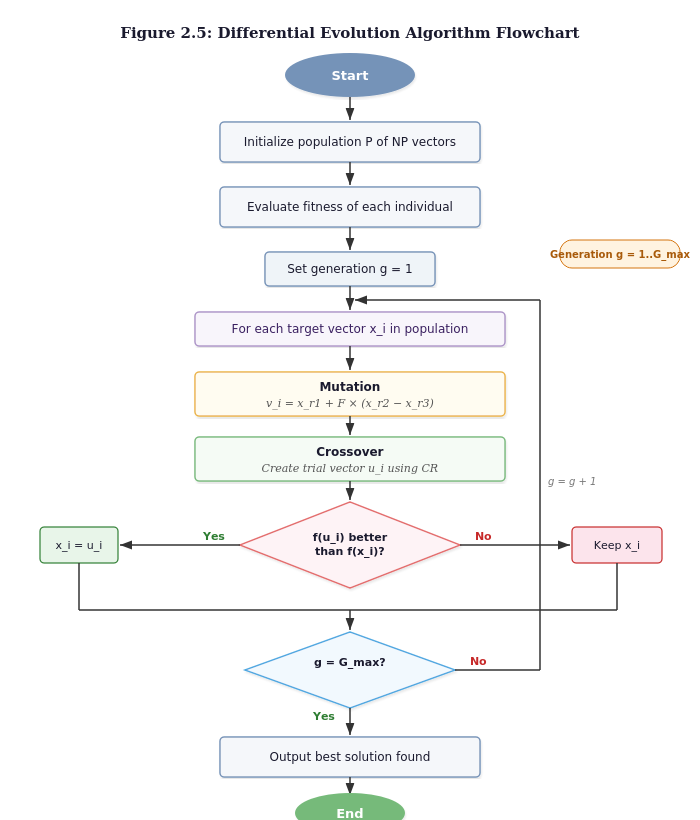 Figure 2.5: Differential Evolution Algorithm Flowchart
Start
Initialize population P of NP vectors
Evaluate fitness of each individual
Generation g = 1..G_max
Set generation g = 1
For each target vector x_i in population
Mutation
v_i = x_r1 + F × (x_r2 − x_r3)
Crossover
Create trial vector u_i using CR
g = g + 1
Yes
f(u_i) better
than f(x_i)?
No
x_i = u_i
Keep x_i
g = G_max?
No
Yes
Output best solution found
End